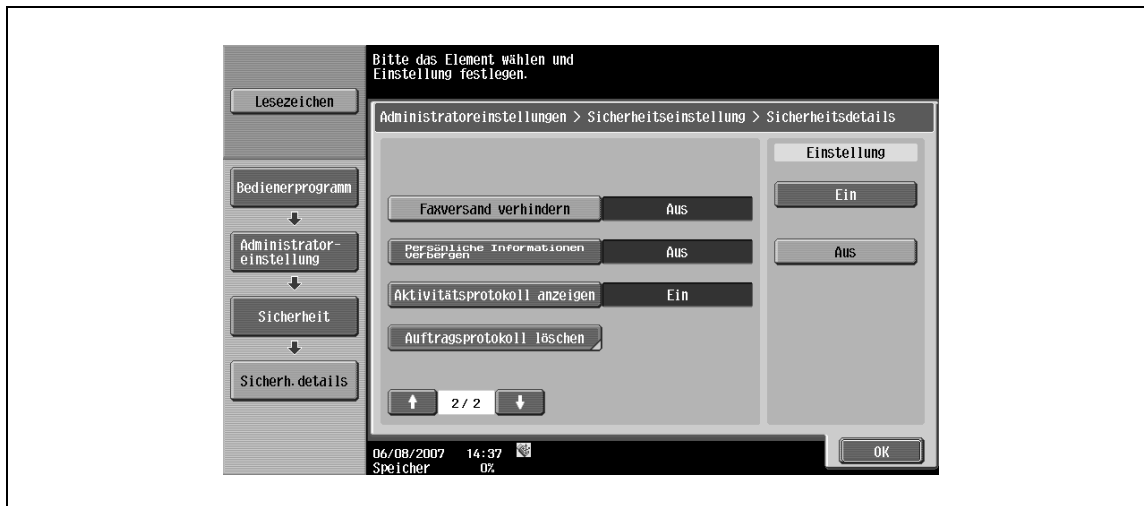 Bitte das Element wählen und
Einstellung festlegen.
Lesezeichen
Administratoreinstellungen > Sicherheitseinstellung > Sicherheitsdetails
Einstellung
Bedienerprogramm
Ein
Faxversand verhindern
Aus
Administrator-
einstellung
Persönliche Informationen
verbergen
Aus
Aus
Aktivitätsprotokoll anzeigen
Ein
Sicherheit
Auftragsprotokoll löschen
Sicherh.details
2/2
06/08/2007 14:37
Speicher 0%
OK